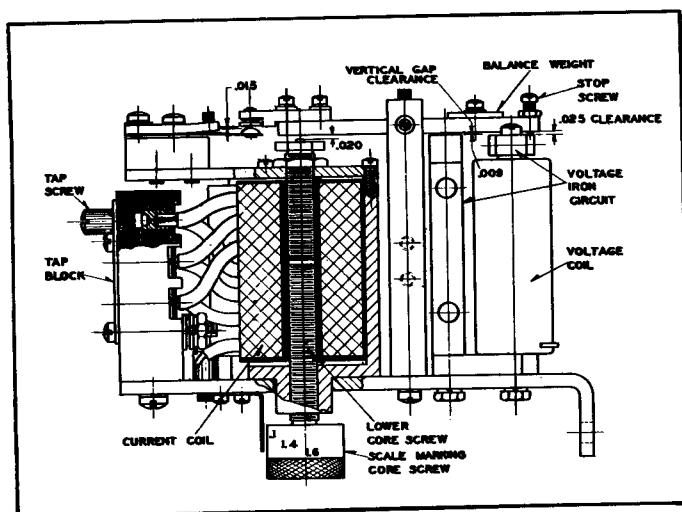 .015
VERTICAL GAP
CLEARANCE
BALANCE WEIGHT
STOP
SCREW
.025 CLEARANCE
.020
.009
VOLTAGE
IRON
CIRCUIT
TAP
SCREW
TAP
BLOCK
VOLTAGE
COIL
CURRENT COIL
LOWER
CORE SCREW
SCALE MARKING
CORE SCREW
1.4
1.6